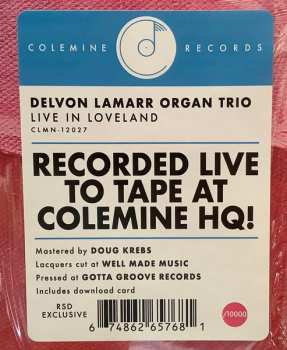 COLEMINE RECORDS
DELVON LAMARR ORGAN TRIO
LIVE IN LOVELAND
CLMN-12027
RECORDED LIVE
TO TAPE AT
COLEMINE HQ!
Mastered by DOUG KREBS
Lacquers cut at WELL MADE MUSIC
Pressed at GOTTA GROOVE RECORDS
Includes download card
RSD
EXCLUSIVE
6 74862 65768 1
/10000